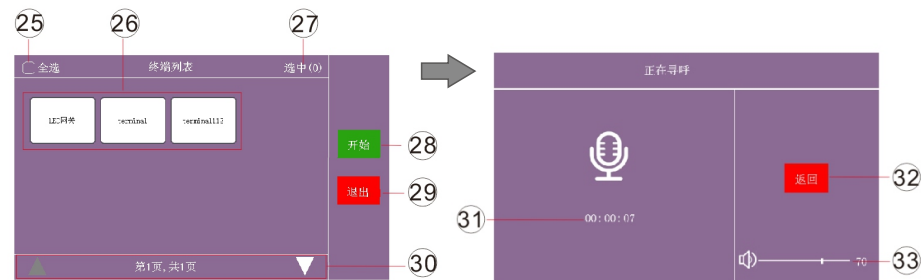 25 26 27
全选 终端列表 选中(0)
LED网关 terminal terminal112
开始 28
退出 29
第1页,共1页 30
正在寻呼
返回 32
31 00:00:07
70 33